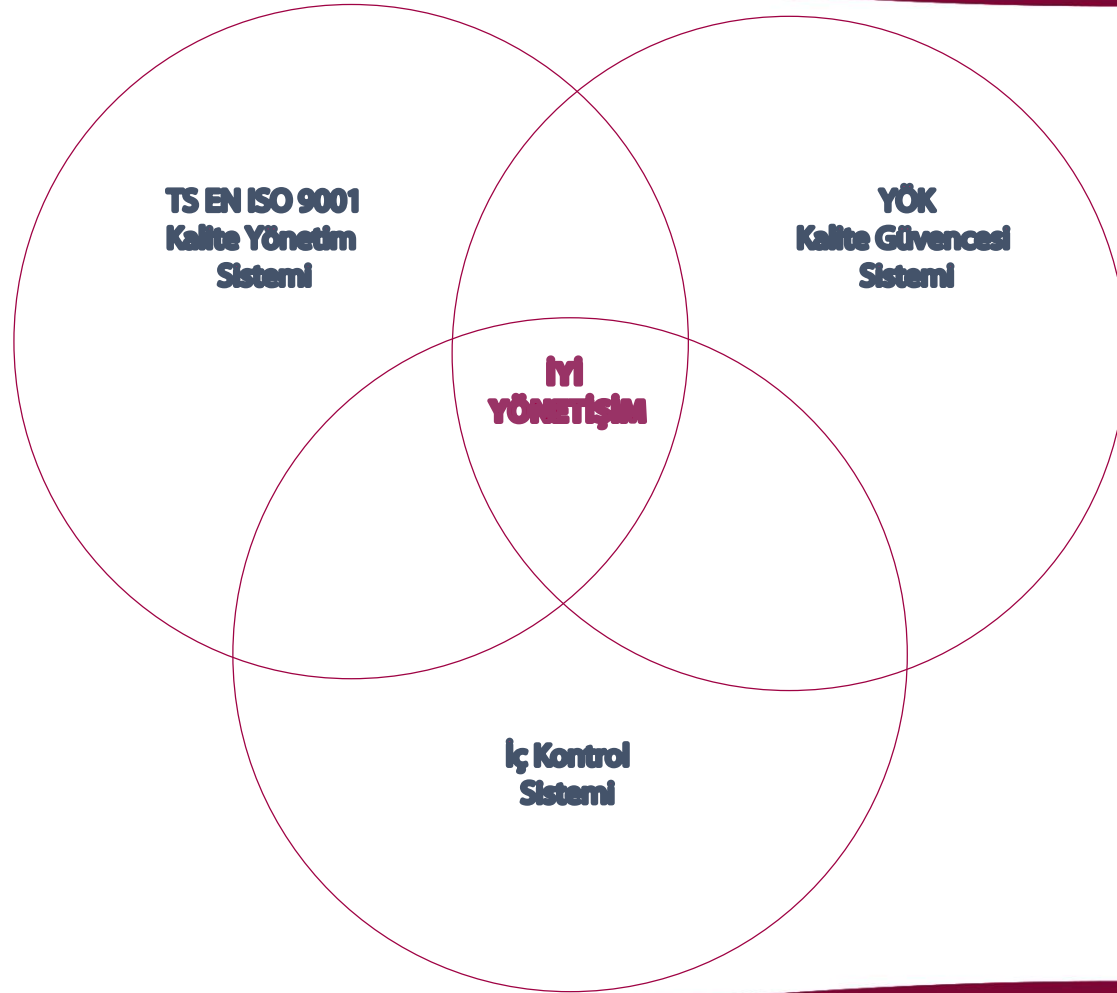 TS EN ISO 9001
Kalite Yönetim
Sistemi
YÖK
Kalite Güvencesi
Sistemi
İYİ
YÖNETİŞİM
İç Kontrol
Sistemi